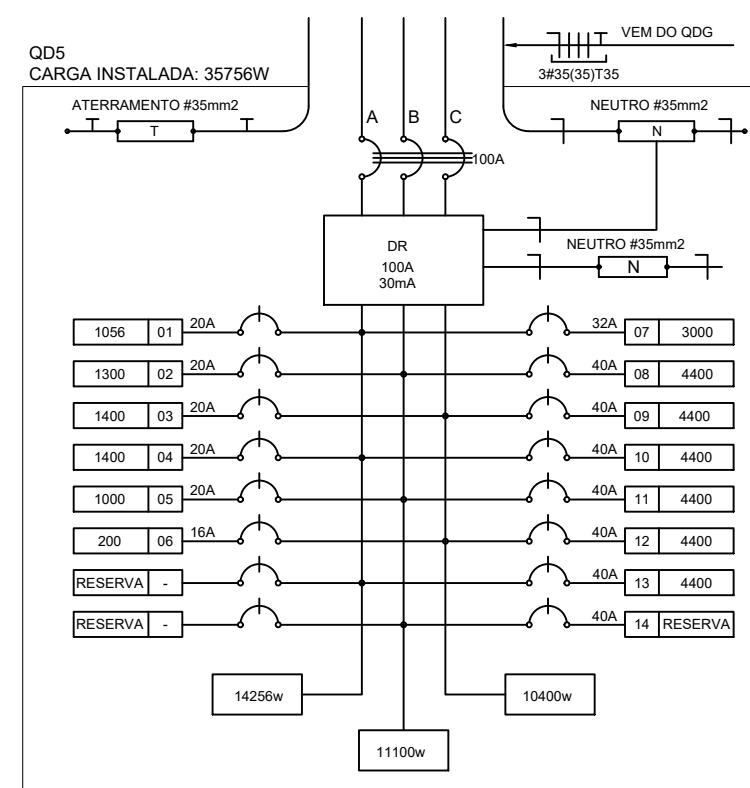 VEM DO QDG
QD5
CARGA INSTALADA: 35756W
3#35(35)T35
ATERRAMENTO #35mm2
NEUTRO #35mm2
T
A B C
N
100A
DR
100A
30mA
NEUTRO #35mm2
N
1056 01 20A 32A 07 3000
1300 02 20A 40A 08 4400
1400 03 20A 40A 09 4400
1400 04 20A 40A 10 4400
1000 05 20A 40A 11 4400
200 06 16A 40A 12 4400
RESERVA - 40A 13 4400
RESERVA - 40A 14 RESERVA
14256w
10400w
11100w